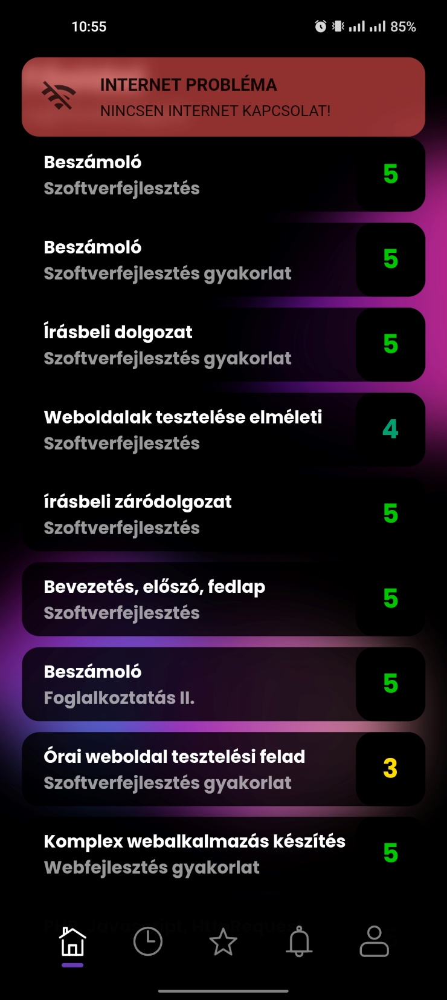 10:55
85%
INTERNET PROBLÉMA
NINCSEN INTERNET KAPCSOLAT!
Beszámoló
Szoftverfejlesztés
5
Beszámoló
Szoftverfejlesztés gyakorlat
5
Írásbeli dolgozat
Szoftverfejlesztés gyakorlat
5
Weboldalak tesztelése elméleti
Szoftverfejlesztés
4
írásbeli záródolgozat
Szoftverfejlesztés
5
Bevezetés, előszó, fedlap
Szoftverfejlesztés
5
Beszámoló
Foglalkoztatás II.
5
Órai weboldal tesztelési felad
Szoftverfejlesztés gyakorlat
3
Komplex webalkalmazás készítés
Webfejlesztés gyakorlat
5